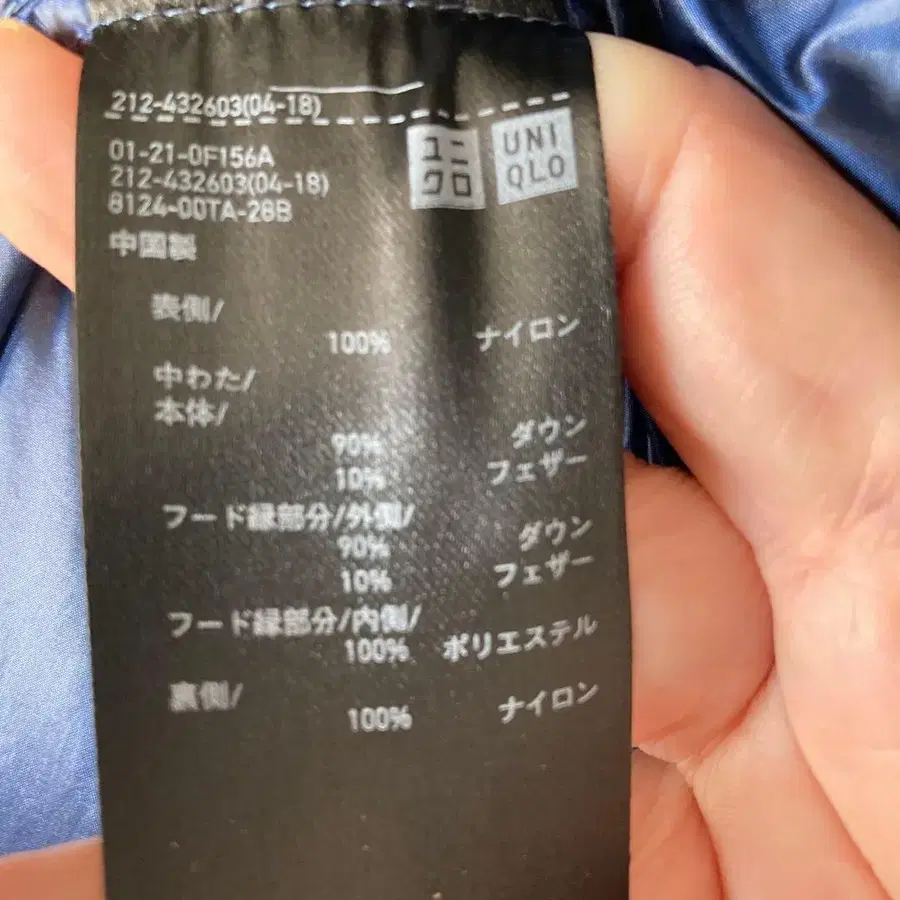 212-432603(04-18)
01-21-0F156A
212-432603(04-18)
8124-00TA-28B
ユニ
クロ
UNI
QLO
中国製
表側/
100% ナイロン
中わた/
本体/
90% ダウン
10% フェザー
フード縁部分/外側/
90% ダウン
10% フェザー
フード縁部分/内側/
100% ポリエステル
裏側/
100% ナイロン